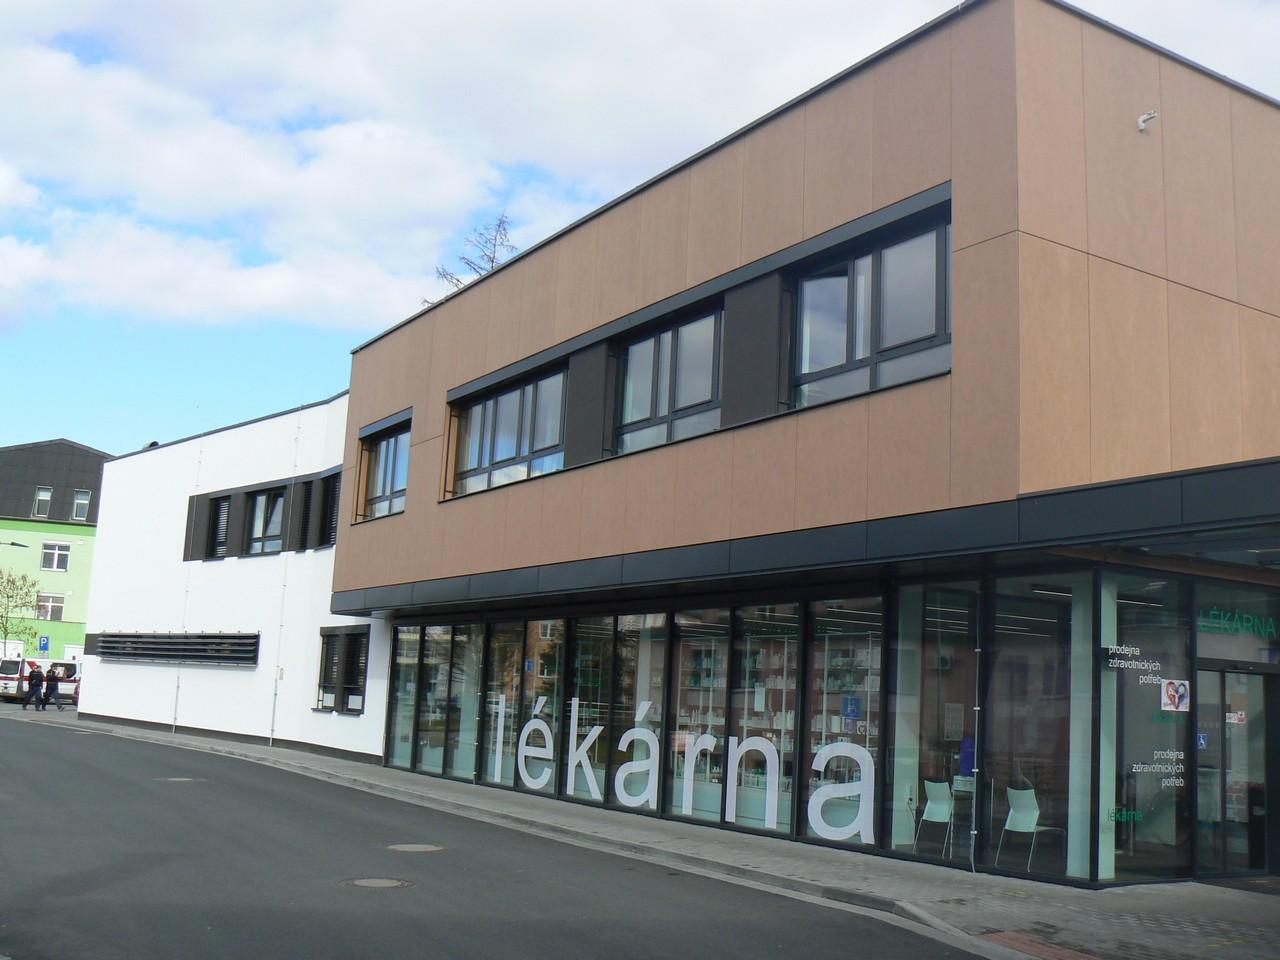 lékárna
LÉKÁRNA
prodejna
zdravotnických
potřeb
prodejna
zdravotnických
potřeb
lékárna
P